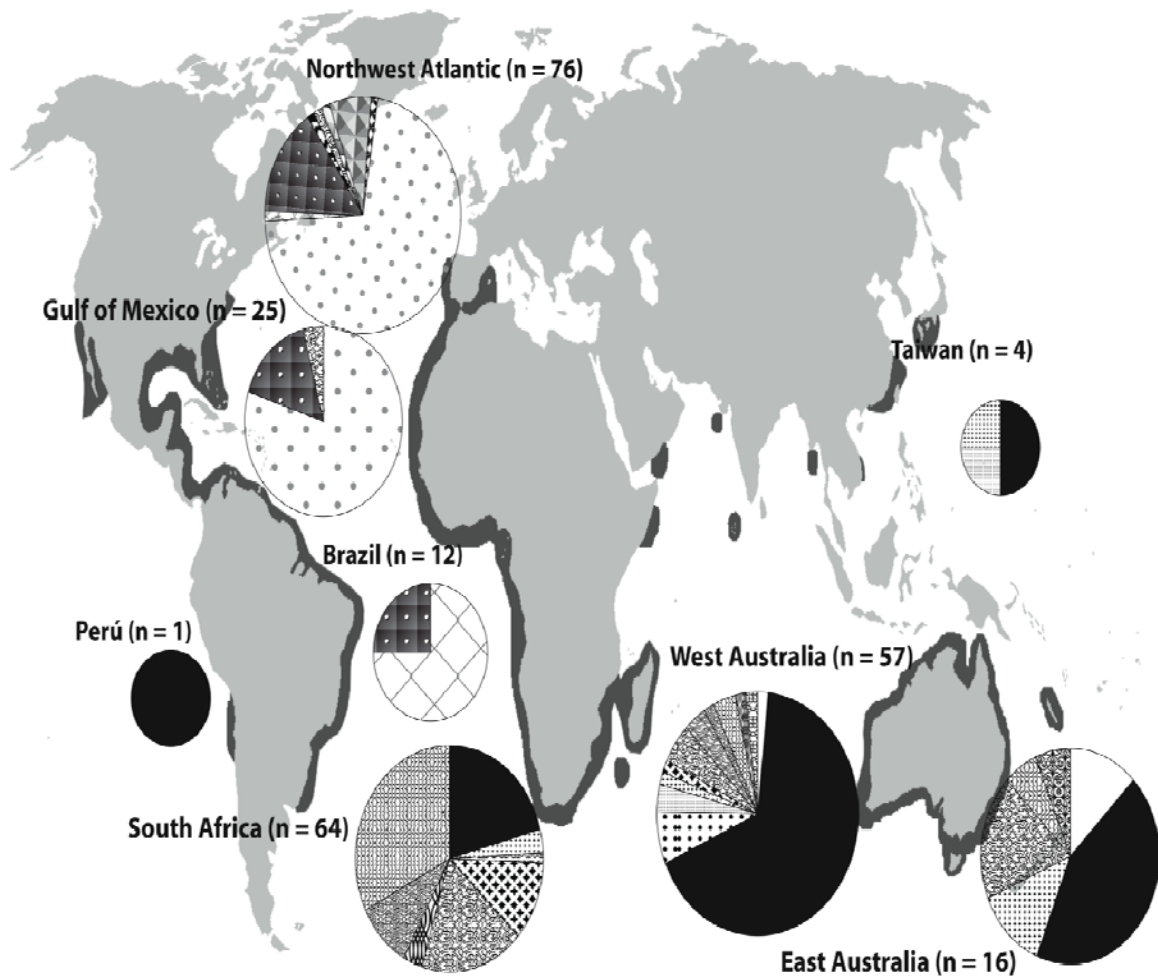 Northwest Atlantic (n = 76)
Gulf of Mexico (n = 25)
Taiwan (n = 4)
Brazil (n = 12)
Perú (n = 1)
West Australia (n = 57)
South Africa (n = 64)
East Australia (n = 16)